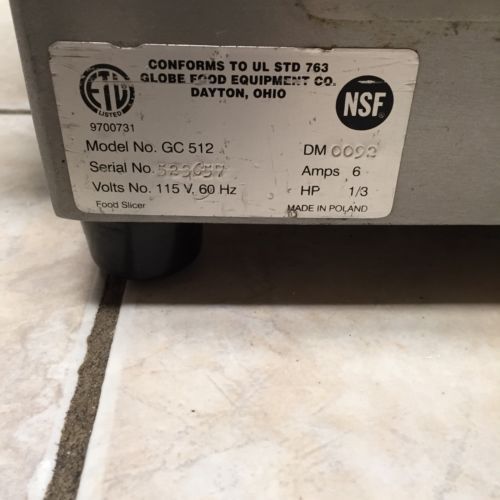 CONFORMS TO UL STD 763
GLOBE FOOD EQUIPMENT CO.
DAYTON, OHIO
ETL
LISTED
NSF
9700731
Model No. GC 512 DM 0092
Serial No. Amps 6
Volts No. 115 V, 60 Hz HP 1/3
Food Slicer MADE IN POLAND